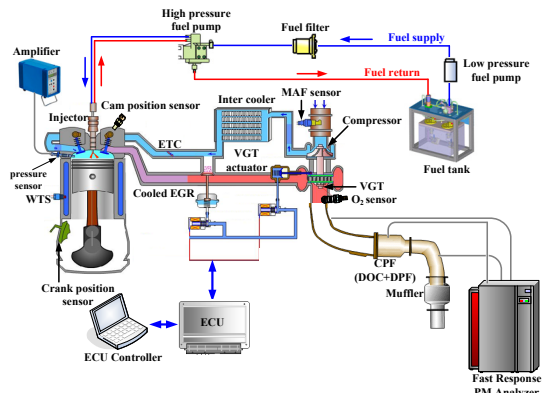 High pressure
fuel pump
Fuel filter
Fuel supply
Amplifier
Low pressure
fuel pump
Fuel return
Cam position sensor
Injector
Inter cooler
MAF sensor
Compressor
ETC
VGT
actuator
Fuel tank
pressure
sensor
Cooled EGR
VGT
WTS
O2 sensor
CPF
(DOC+DPF)
Muffler
Crank position
sensor
ECU
ECU Controller
Fast Response
PM Analyzer